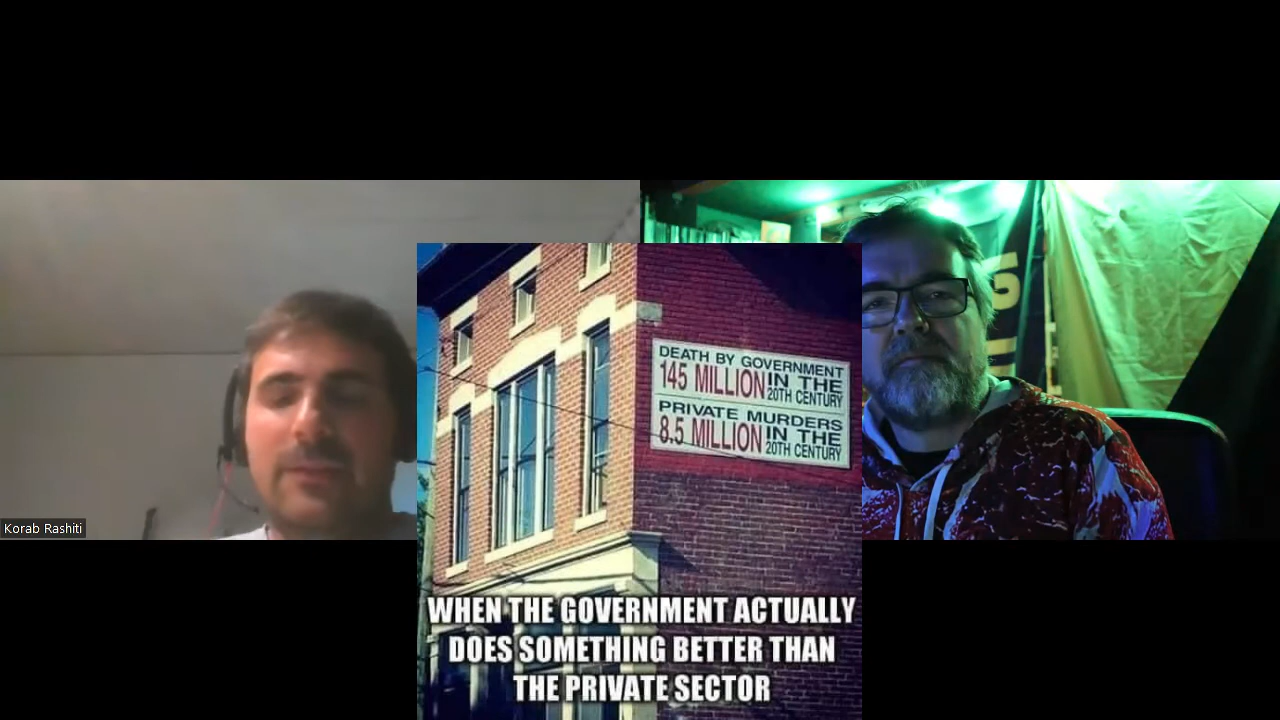 DEATH BY GOVERNMENT
145 MILLION IN THE
20TH CENTURY
PRIVATE MURDERS
8.5 MILLION IN THE
20TH CENTURY
Korab Rashiti
WHEN THE GOVERNMENT ACTUALLY
DOES SOMETHING BETTER THAN
THE PRIVATE SECTOR